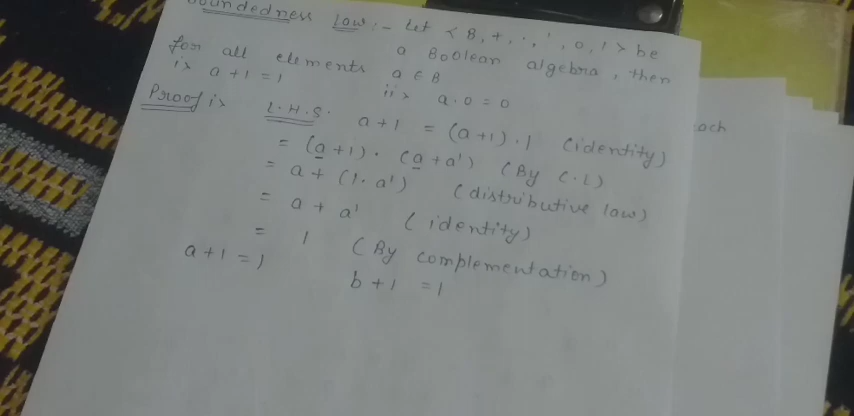 Boundedness Law :- Let < B, +, ·, ', 0, 1 > be
a Boolean algebra, then
for all elements a ∈ B
i> a + 1 = 1 ii> a · 0 = 0
Proof i> L.H.S. a + 1 = (a + 1) · 1 (identity)
= (a + 1) · (a + a') (By C.L)
= a + (1 · a') (distributive law)
= a + a' (identity)
= 1 (By complementation)
a + 1 = 1
b + 1 = 1
ach